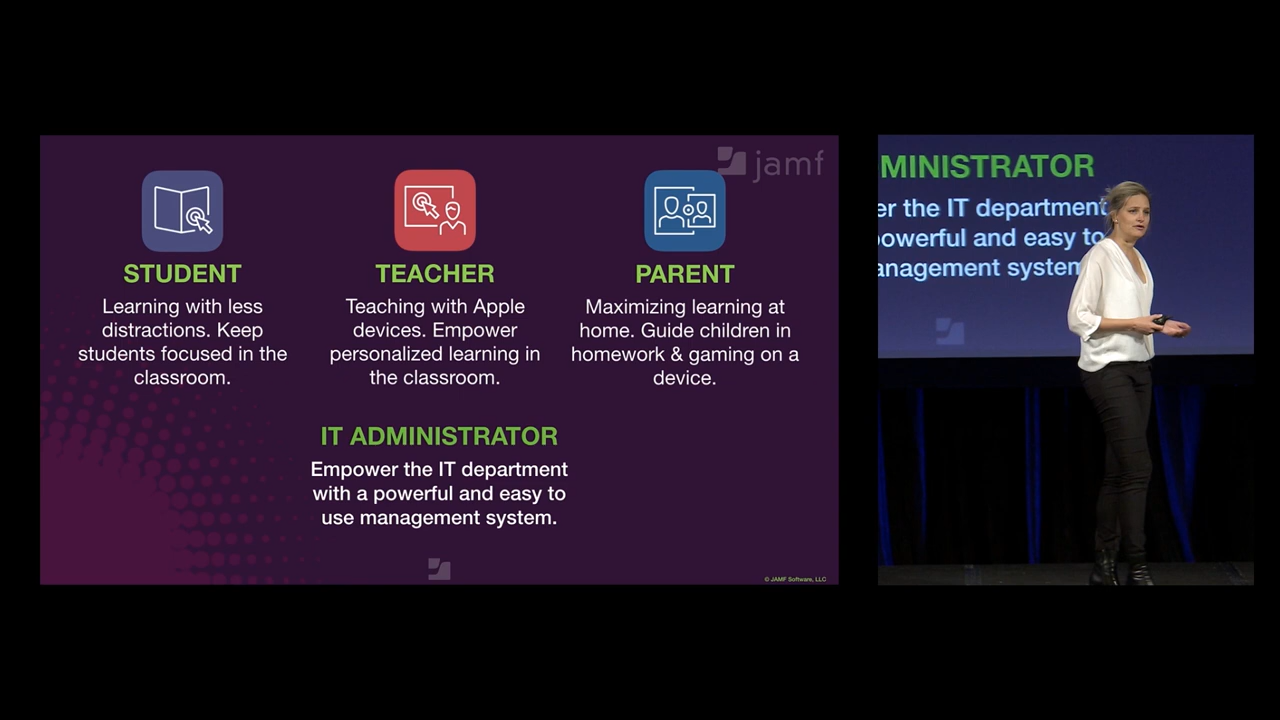 jamf
STUDENT
Learning with less
distractions. Keep
students focused in the
classroom.
TEACHER
Teaching with Apple
devices. Empower
personalized learning in
the classroom.
PARENT
Maximizing learning at
home. Guide children in
homework & gaming on a
device.
IT ADMINISTRATOR
Empower the IT department
with a powerful and easy to
use management system.
© JAMF Software, LLC
MINISTRATOR
er the IT department
powerful and easy to
anagement system